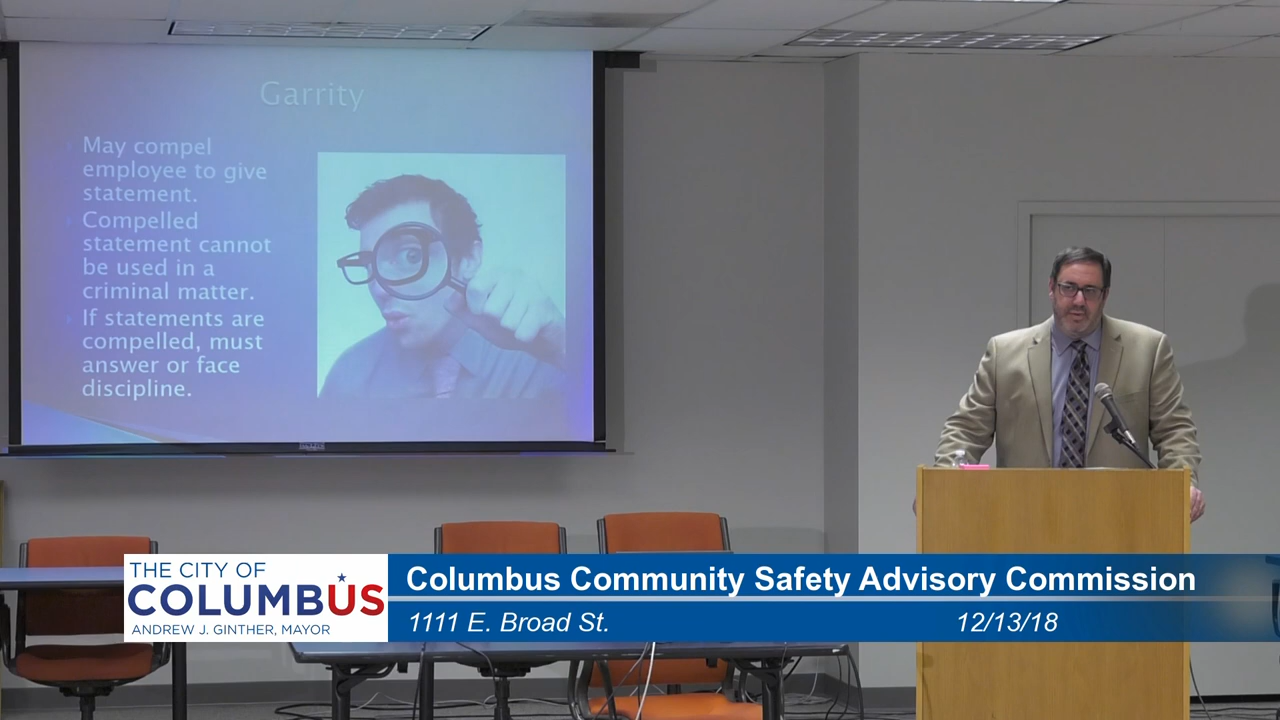 Garrity
May compel
employee to give
statement.
Compelled
statement cannot
be used in a
criminal matter.
If statements are
compelled, must
answer or face
discipline.
THE CITY OF
COLUMBUS
ANDREW J. GINTHER, MAYOR
Columbus Community Safety Advisory Commission
1111 E. Broad St.
12/13/18